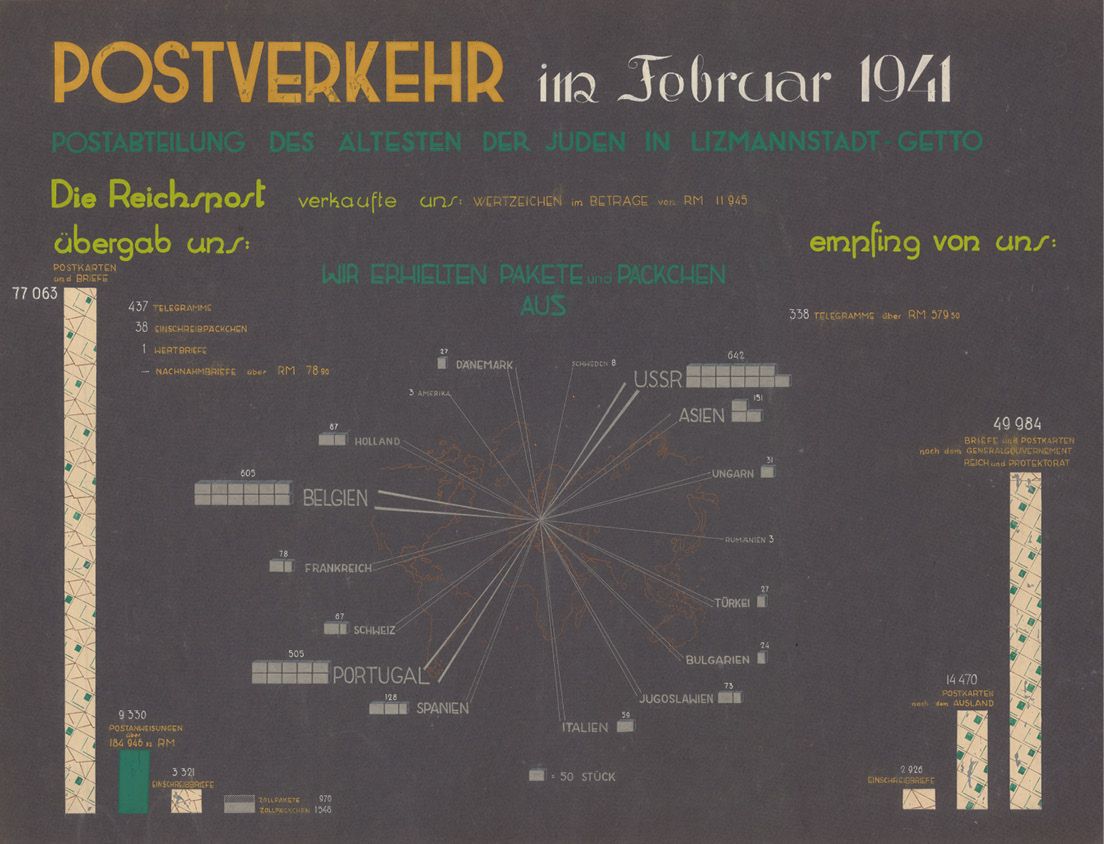 POSTVERKEHR im Februar 1941
POSTABTEILUNG DES ÄLTESTEN DER JUDEN IN LIZMANNSTADT-GETTO
Die Reichspost verkaufte uns: WERTZEICHEN im BETRAGE von RM 11 945
übergab uns:
empfing von uns:
POSTKARTEN
und BRIEFE
77 063
437 TELEGRAMME
38 EINSCHREIBPÄCKCHEN
1 WERTBRIEFE
— NACHNAHMBRIEFE über RM 78 90
WIR ERHIELTEN PAKETE und PÄCKCHEN
AUS
338 TELEGRAMME über RM 579 50
27
DÄNEMARK
SCHWEDEN 8
642
USSR
3 AMERIKA
151
ASIEN
87
HOLLAND
31
UNGARN
605
BELGIEN
RUMÄNIEN 3
78
FRANKREICH
27
TÜRKEI
67
SCHWEIZ
24
BULGARIEN
505
PORTUGAL
73
JUGOSLAWIEN
128
SPANIEN
50
ITALIEN
= 50 STÜCK
9 330
POSTANWEISUNGEN
über
184 946 RM
3 321
EINSCHREIBBRIEFE
ZOLLPAKETE 970
ZOLLPÄCKCHEN 1548
49 984
BRIEFE und POSTKARTEN
nach dem GENERALGOUVERNEMENT
REICH und PROTEKTORAT
14 470
POSTKARTEN
nach dem AUSLAND
2 926
EINSCHREIBBRIEFE